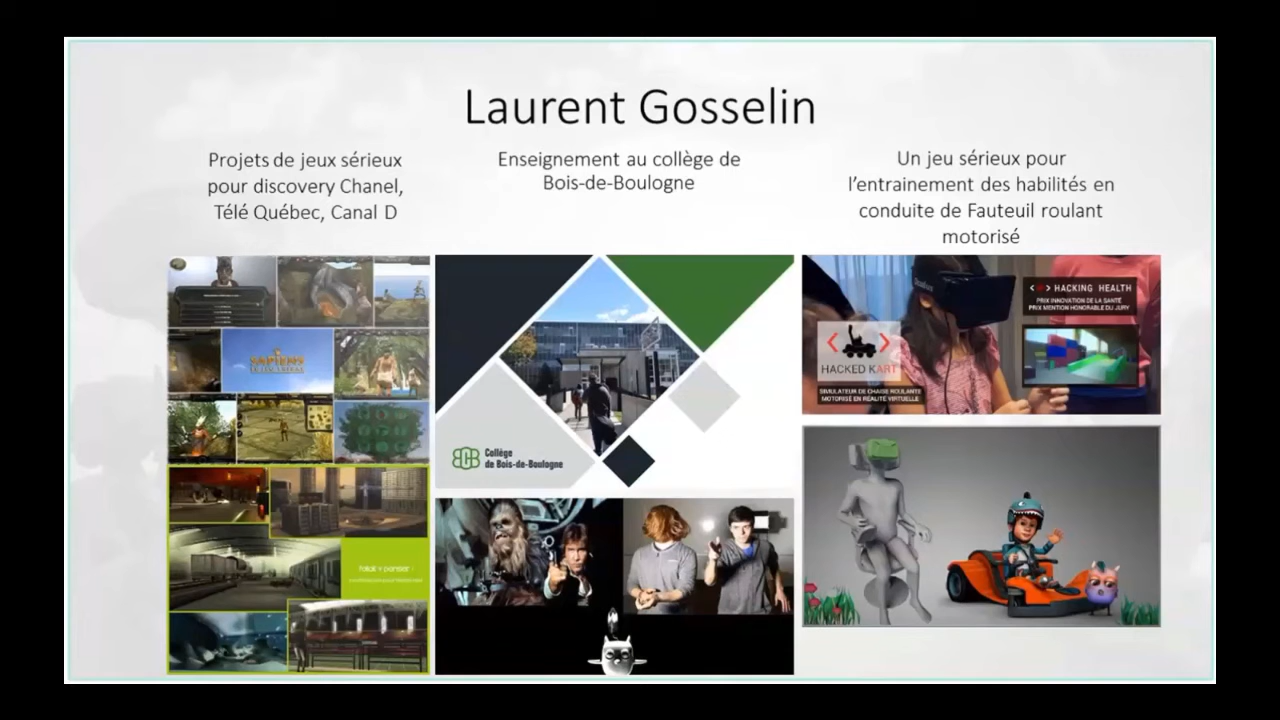 Laurent Gosselin
Projets de jeux sérieux
pour discovery Chanel,
Télé Québec, Canal D
Enseignement au collège de
Bois-de-Boulogne
Un jeu sérieux pour
l'entrainement des habilités en
conduite de Fauteuil roulant
motorisé
SAPIENS
Collège
de Bois-de-Boulogne
HACKING HEALTH
PRIX INNOVATION DE LA SANTÉ
PRIX MENTION HONORABLE DU JURY
HACKED KART
SIMULATEUR DE CHAISE ROULANTE
MOTORISÉ EN RÉALITÉ VIRTUELLE
fallait y penser :